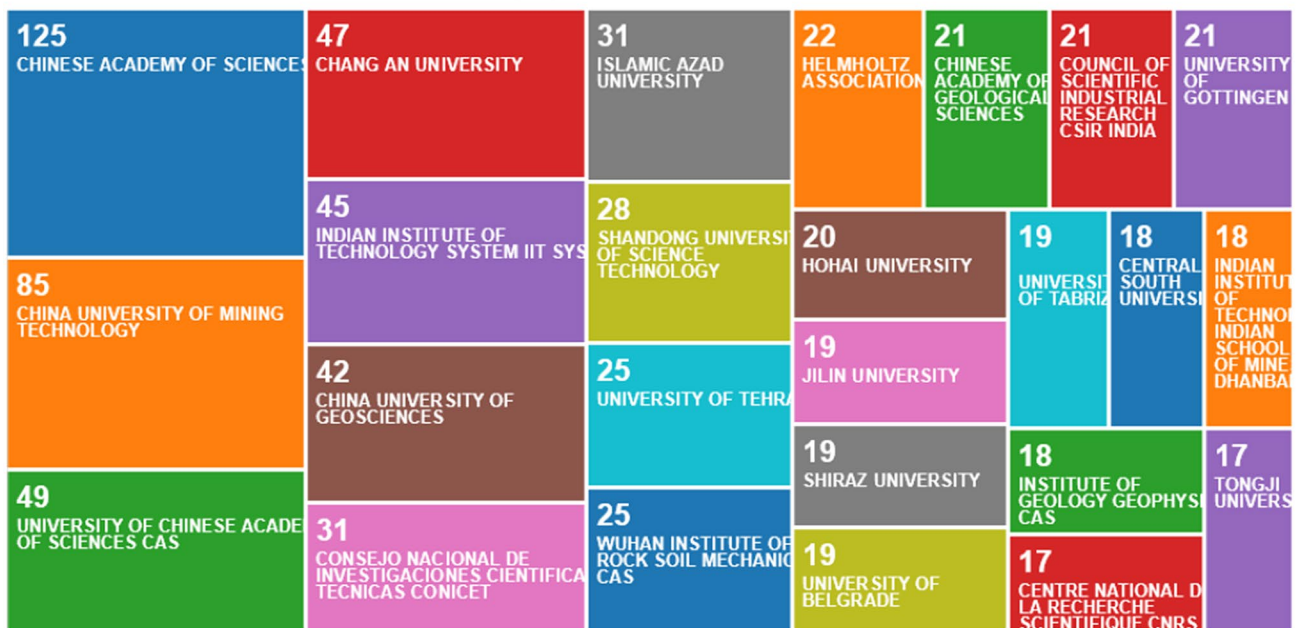 125
CHINESE ACADEMY OF SCIENCES
85
CHINA UNIVERSITY OF MINING
TECHNOLOGY
49
UNIVERSITY OF CHINESE ACADE
OF SCIENCES CAS
47
CHANG AN UNIVERSITY
45
INDIAN INSTITUTE OF
TECHNOLOGY SYSTEM IIT SYS
42
CHINA UNIVERSITY OF
GEOSCIENCES
31
CONSEJO NACIONAL DE
INVESTIGACIONES CIENTIFICA
TECNICAS CONICET
31
ISLAMIC AZAD
UNIVERSITY
28
SHANDONG UNIVERSI
OF SCIENCE
TECHNOLOGY
25
UNIVERSITY OF TEHRA
25
WUHAN INSTITUTE OF
ROCK SOIL MECHANIC
CAS
22
HELMHOLTZ
ASSOCIATION
21
CHINESE
ACADEMY OF
GEOLOGICAL
SCIENCES
21
COUNCIL OF
SCIENTIFIC
INDUSTRIAL
RESEARCH
CSIR INDIA
21
UNIVERSITY
OF
GOTTINGEN
20
HOHAI UNIVERSITY
19
JILIN UNIVERSITY
19
SHIRAZ UNIVERSITY
19
UNIVERSITY OF
BELGRADE
19
UNIVERSIT
OF TABRIZ
18
CENTRAL
SOUTH
UNIVERSI
18
INDIAN
INSTITUT
OF
TECHNOL
INDIAN
SCHOOL
OF MINE
DHANBA
18
INSTITUTE OF
GEOLOGY GEOPHYSI
CAS
17
CENTRE NATIONAL D
LA RECHERCHE
SCIENTIFIQUE CNRS
17
TONGJI
UNIVERS